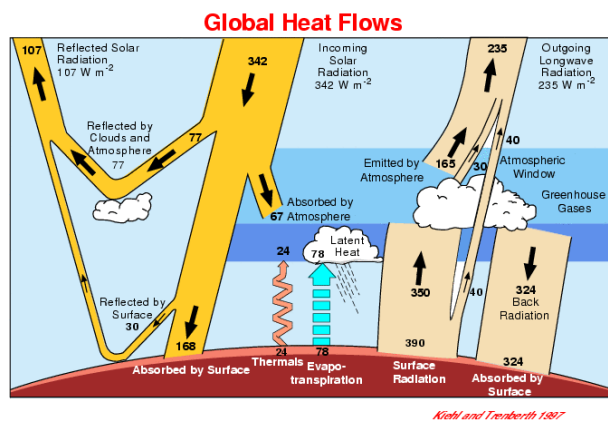 Global Heat Flows
107
Reflected Solar
Radiation
107 W m-2
342
Incoming
Solar
Radiation
342 W m-2
235
Outgoing
Longwave
Radiation
235 W m-2
Reflected by
Clouds and
Atmosphere
77
77
Emitted by
Atmosphere
165
30
40
Atmospheric
Window
Greenhouse
Gases
67
Absorbed by
Atmosphere
24
78
Latent
Heat
Reflected by
Surface
30
350
40
324
Back
Radiation
168
Absorbed by Surface
24
Thermals
78
Evapo-
transpiration
390
Surface
Radiation
324
Absorbed by
Surface
Kiehl and Trenberth 1997